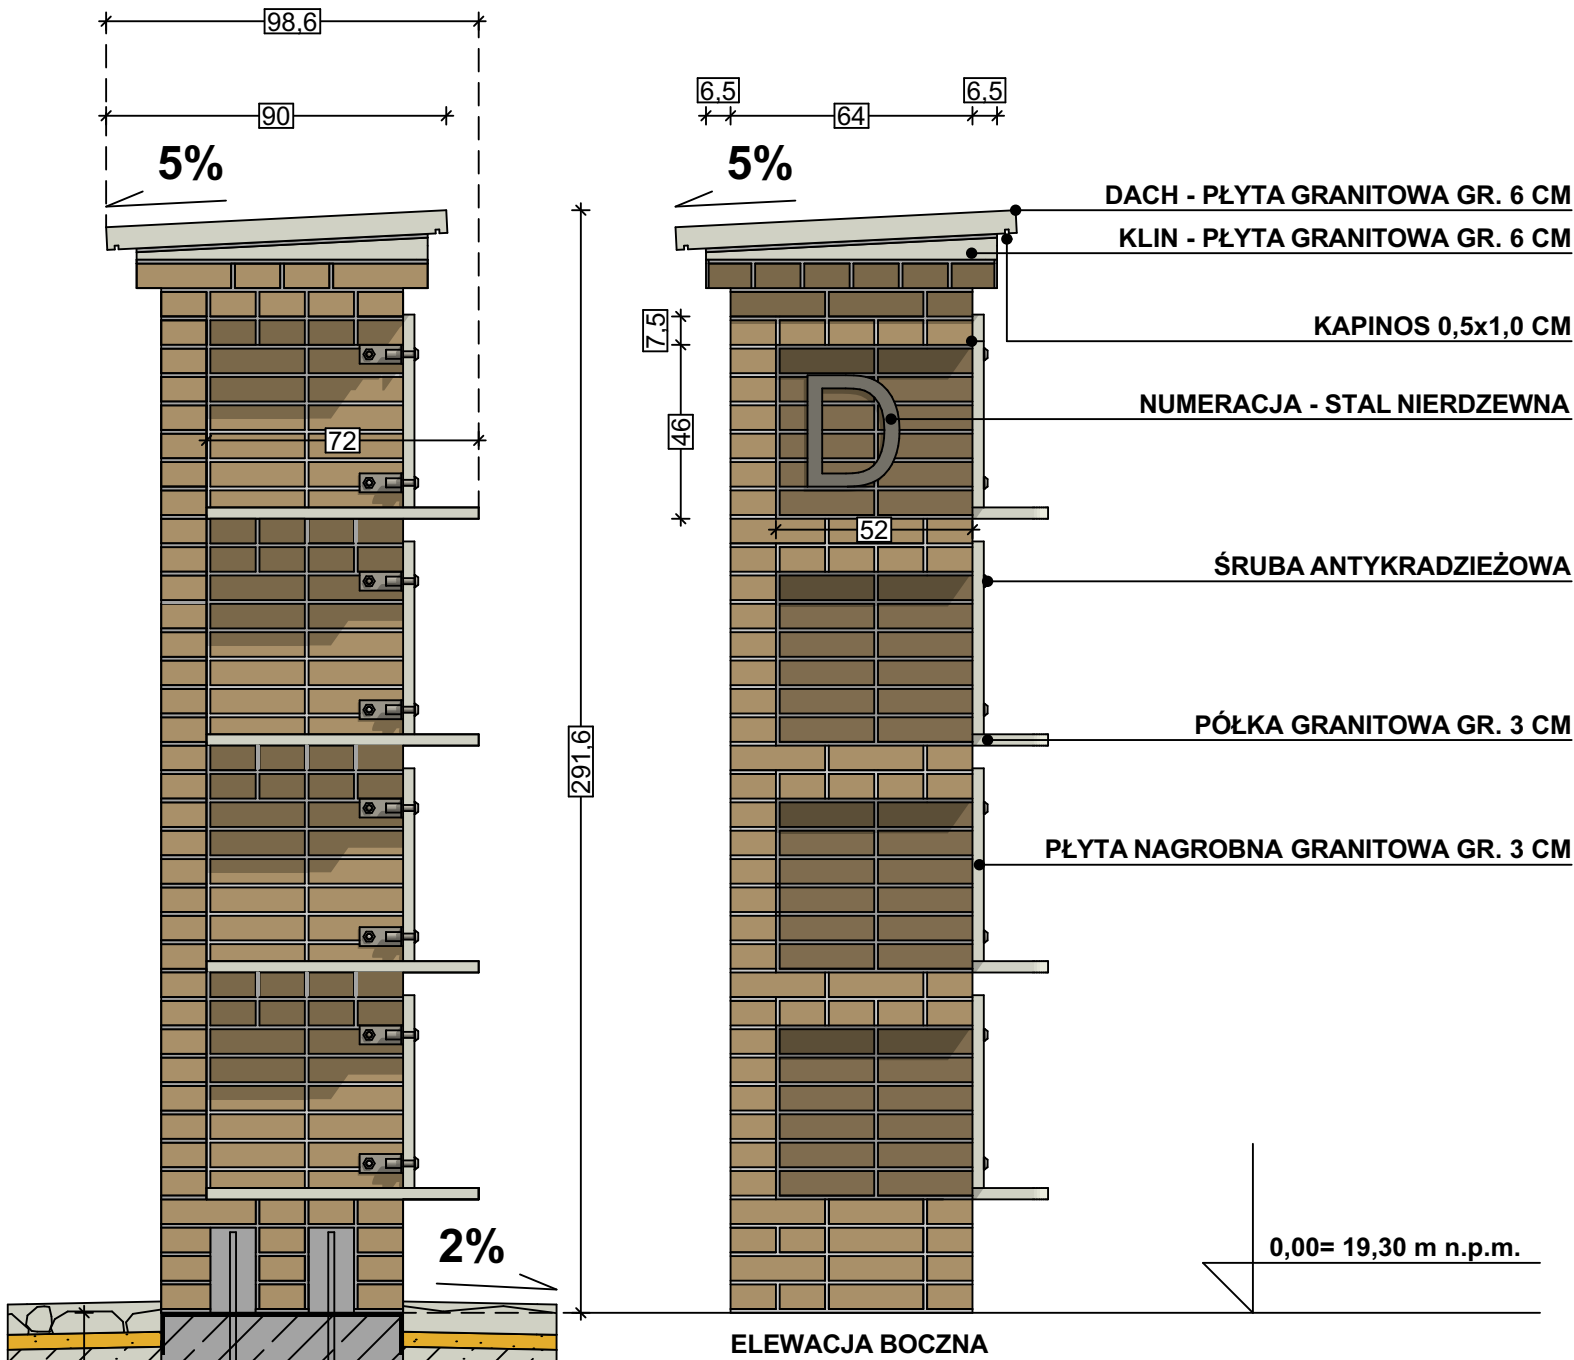 98,6
90
6,5
64
6,5
5%
5%
DACH - PŁYTA GRANITOWA GR. 6 CM
KLIN - PŁYTA GRANITOWA GR. 6 CM
7,5
KAPINOS 0,5x1,0 CM
NUMERACJA - STAL NIERDZEWNA
D
46
72
52
ŚRUBA ANTYKRADZIEŻOWA
PÓŁKA GRANITOWA GR. 3 CM
291,6
PŁYTA NAGROBNA GRANITOWA GR. 3 CM
2%
0,00= 19,30 m n.p.m.
ELEWACJA BOCZNA